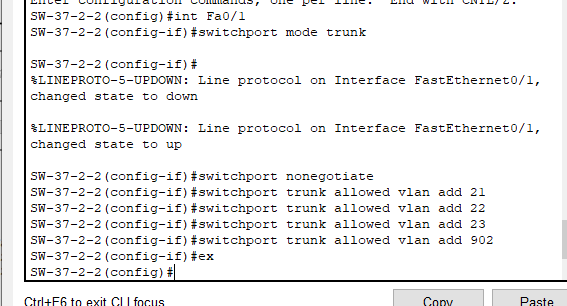 Enter configuration commands, one per line.  End with CNTL/Z.
SW-37-2-2(config)#int Fa0/1
SW-37-2-2(config-if)#switchport mode trunk
SW-37-2-2(config-if)#
%LINEPROTO-5-UPDOWN: Line protocol on Interface FastEthernet0/1,
changed state to down
%LINEPROTO-5-UPDOWN: Line protocol on Interface FastEthernet0/1,
changed state to up
SW-37-2-2(config-if)#switchport nonegotiate
SW-37-2-2(config-if)#switchport trunk allowed vlan add 21
SW-37-2-2(config-if)#switchport trunk allowed vlan add 22
SW-37-2-2(config-if)#switchport trunk allowed vlan add 23
SW-37-2-2(config-if)#switchport trunk allowed vlan add 902
SW-37-2-2(config-if)#ex
SW-37-2-2(config)#
Ctrl+F6 to exit CLI focus
Copy
Paste